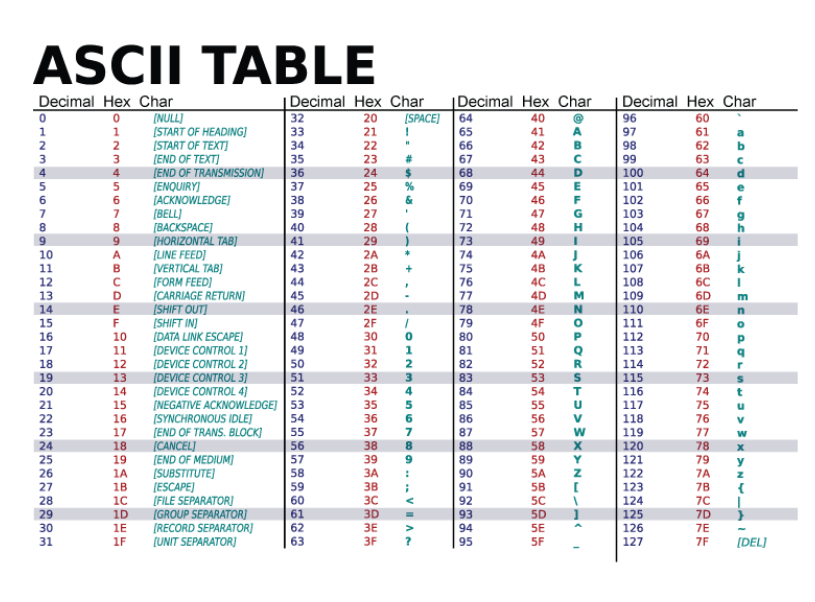 ASCII TABLE
Decimal Hex Char Decimal Hex Char Decimal Hex Char Decimal Hex Char
0 0 [NULL] 32 20 [SPACE] 64 40 @ 96 60 `
1 1 [START OF HEADING] 33 21 ! 65 41 A 97 61 a
2 2 [START OF TEXT] 34 22 " 66 42 B 98 62 b
3 3 [END OF TEXT] 35 23 # 67 43 C 99 63 c
4 4 [END OF TRANSMISSION] 36 24 $ 68 44 D 100 64 d
5 5 [ENQUIRY] 37 25 % 69 45 E 101 65 e
6 6 [ACKNOWLEDGE] 38 26 & 70 46 F 102 66 f
7 7 [BELL] 39 27 ' 71 47 G 103 67 g
8 8 [BACKSPACE] 40 28 ( 72 48 H 104 68 h
9 9 [HORIZONTAL TAB] 41 29 ) 73 49 I 105 69 i
10 A [LINE FEED] 42 2A * 74 4A J 106 6A j
11 B [VERTICAL TAB] 43 2B + 75 4B K 107 6B k
12 C [FORM FEED] 44 2C , 76 4C L 108 6C l
13 D [CARRIAGE RETURN] 45 2D - 77 4D M 109 6D m
14 E [SHIFT OUT] 46 2E . 78 4E N 110 6E n
15 F [SHIFT IN] 47 2F / 79 4F O 111 6F o
16 10 [DATA LINK ESCAPE] 48 30 0 80 50 P 112 70 p
17 11 [DEVICE CONTROL 1] 49 31 1 81 51 Q 113 71 q
18 12 [DEVICE CONTROL 2] 50 32 2 82 52 R 114 72 r
19 13 [DEVICE CONTROL 3] 51 33 3 83 53 S 115 73 s
20 14 [DEVICE CONTROL 4] 52 34 4 84 54 T 116 74 t
21 15 [NEGATIVE ACKNOWLEDGE] 53 35 5 85 55 U 117 75 u
22 16 [SYNCHRONOUS IDLE] 54 36 6 86 56 V 118 76 v
23 17 [END OF TRANS. BLOCK] 55 37 7 87 57 W 119 77 w
24 18 [CANCEL] 56 38 8 88 58 X 120 78 x
25 19 [END OF MEDIUM] 57 39 9 89 59 Y 121 79 y
26 1A [SUBSTITUTE] 58 3A : 90 5A Z 122 7A z
27 1B [ESCAPE] 59 3B ; 91 5B [ 123 7B {
28 1C [FILE SEPARATOR] 60 3C < 92 5C \ 124 7C |
29 1D [GROUP SEPARATOR] 61 3D = 93 5D ] 125 7D }
30 1E [RECORD SEPARATOR] 62 3E > 94 5E ^ 126 7E ~
31 1F [UNIT SEPARATOR] 63 3F ? 95 5F _ 127 7F [DEL]